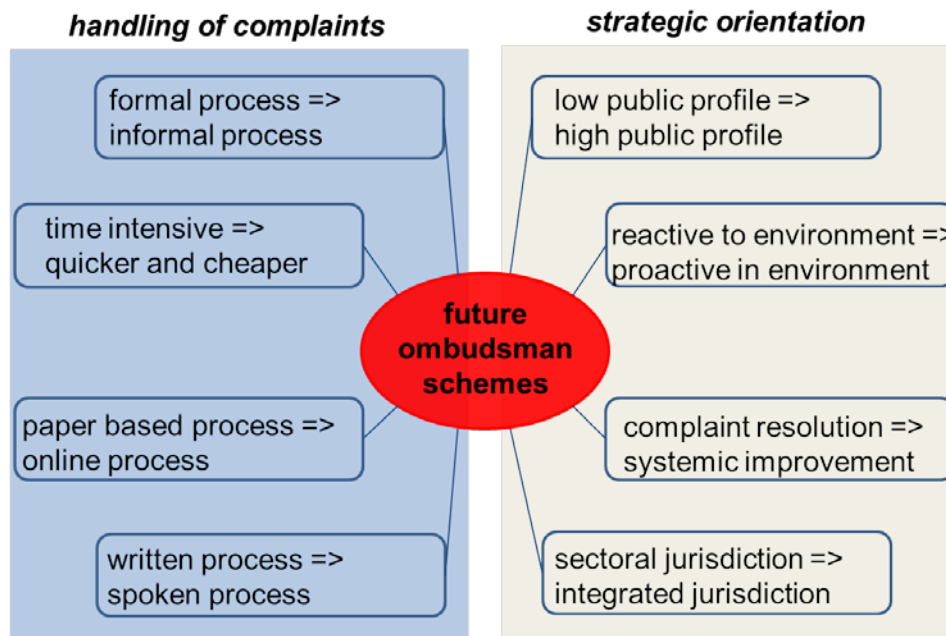 handling of complaints
formal process =>
informal process
time intensive =>
quicker and cheaper
paper based process =>
online process
written process =>
spoken process
future
ombudsman
schemes
strategic orientation
low public profile =>
high public profile
reactive to environment =>
proactive in environment
complaint resolution =>
systemic improvement
sectoral jurisdiction =>
integrated jurisdiction